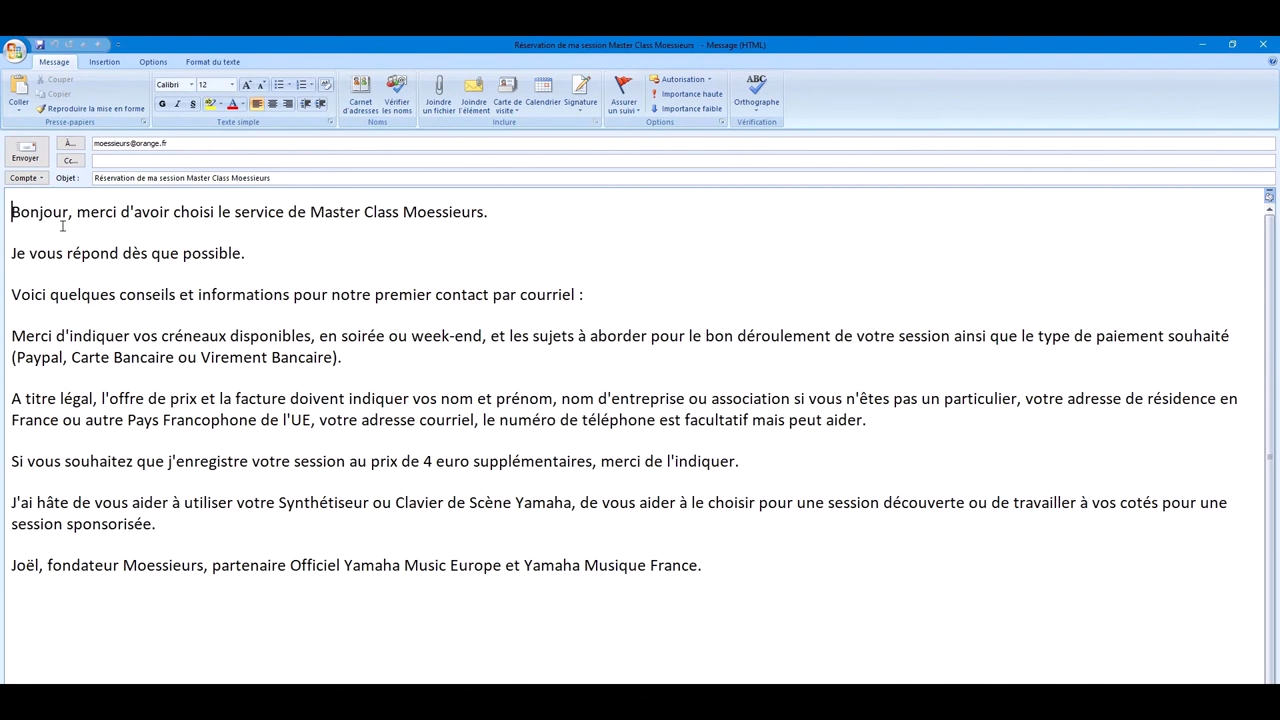 Réservation de ma session Master Class Moessieurs - Message (HTML)
Message Insertion Options Format du texte
Coller
Couper
Copier
Reproduire la mise en forme
Presse-papiers
Calibri 12
G I S
Texte simple
Carnet d'adresses
Vérifier les noms
Noms
Joindre un fichier
Joindre l'élément
Carte de visite
Calendrier
Signature
Inclure
Assurer un suivi
Autorisation
Importance haute
Importance faible
Options
ABC
Orthographe
Vérification
Envoyer
À... moessieurs@orange.fr
Cc...
Compte Objet : Réservation de ma session Master Class Moessieurs
Bonjour, merci d'avoir choisi le service de Master Class Moessieurs.
Je vous répond dès que possible.
Voici quelques conseils et informations pour notre premier contact par courriel :
Merci d'indiquer vos créneaux disponibles, en soirée ou week-end, et les sujets à aborder pour le bon déroulement de votre session ainsi que le type de paiement souhaité
(Paypal, Carte Bancaire ou Virement Bancaire).
A titre légal, l'offre de prix et la facture doivent indiquer vos nom et prénom, nom d'entreprise ou association si vous n'êtes pas un particulier, votre adresse de résidence en
France ou autre Pays Francophone de l'UE, votre adresse courriel, le numéro de téléphone est facultatif mais peut aider.
Si vous souhaitez que j'enregistre votre session au prix de 4 euro supplémentaires, merci de l'indiquer.
J'ai hâte de vous aider à utiliser votre Synthétiseur ou Clavier de Scène Yamaha, de vous aider à le choisir pour une session découverte ou de travailler à vos cotés pour une
session sponsorisée.
Joël, fondateur Moessieurs, partenaire Officiel Yamaha Music Europe et Yamaha Musique France.